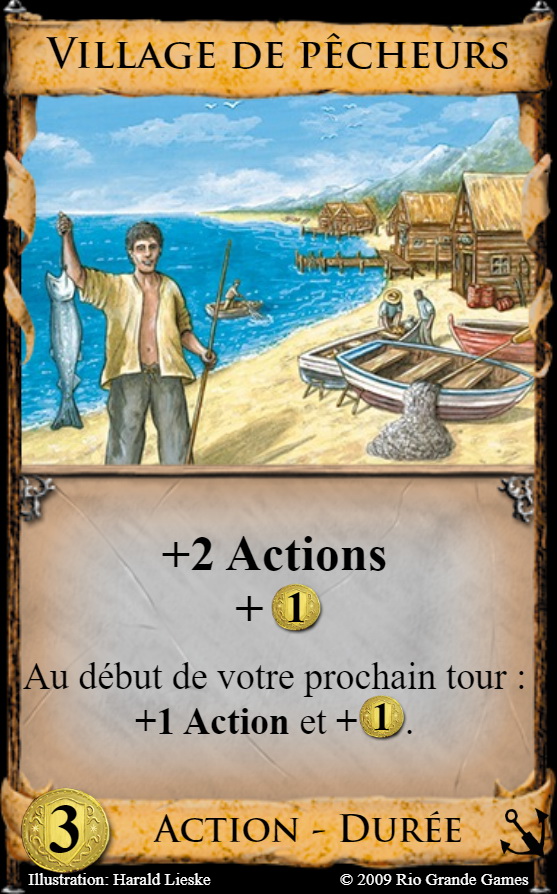 VILLAGE DE PÊCHEURS
+2 Actions
+ 1
Au début de votre prochain tour :
+1 Action et +1.
3 ACTION - DURÉE
Illustration: Harald Lieske © 2009 Rio Grande Games